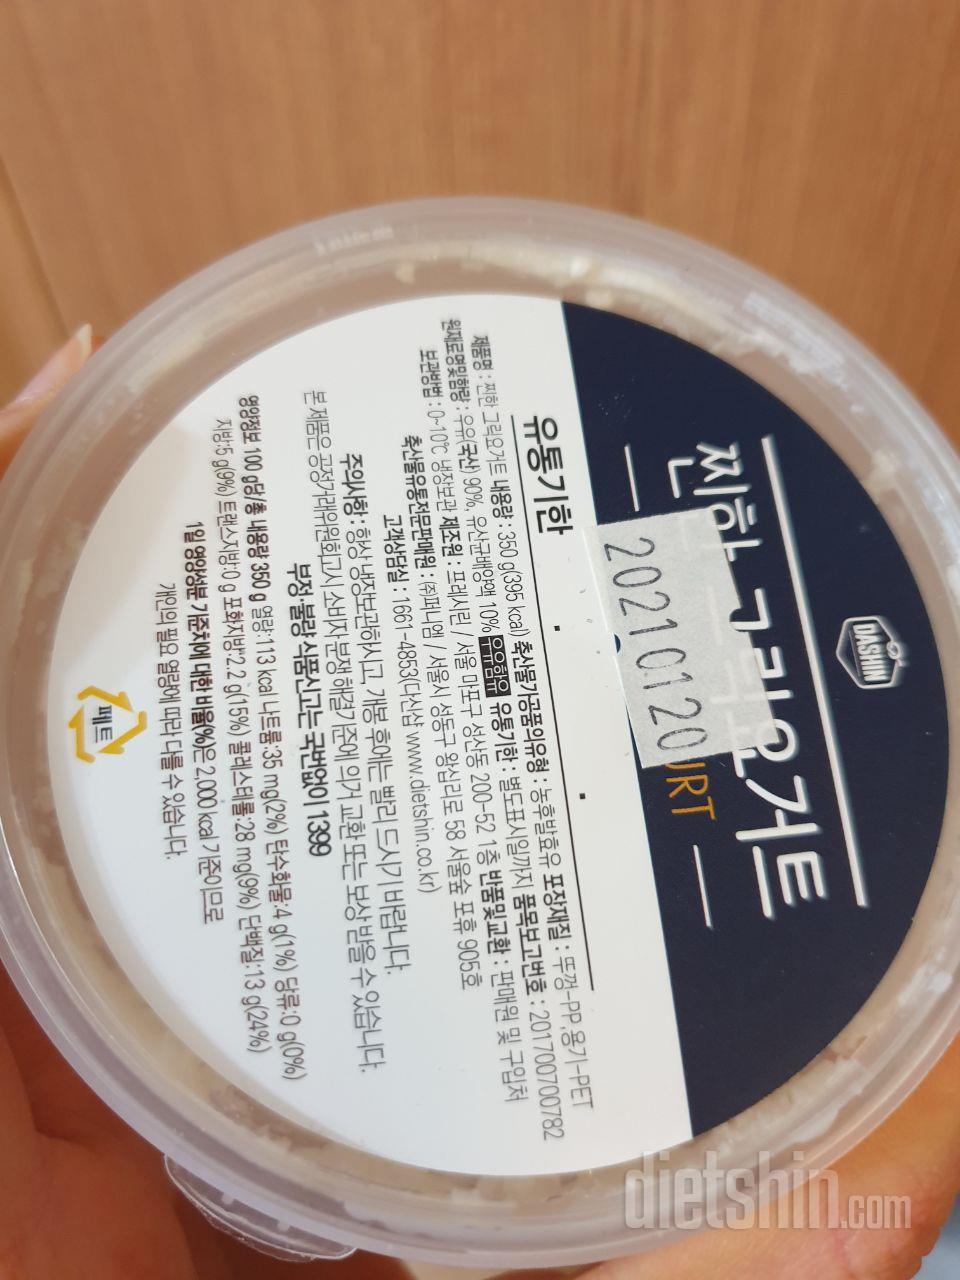 DASHIN
찐한 그릭요거트
URT
20210120
유통기한
제품명 : 찐한 그릭요거트 내용량 : 350 g(395 kcal) 축산물가공품의유형 : 농후발효유 포장재질 : 뚜껑-PP, 용기-PET
원재료명및함량 : 우유(국산) 90%, 유산균배양액 10% 우유함유 유통기한 : 별도표시일까지 품목보고번호 : 201700700782
보관방법 : 0~10℃ 냉장보관 제조원 : 프레시린 / 서울 마포구 성산동 200-52 1층 반품및교환 : 판매원 및 구입처
축산물유통전문판매원 : (주)퍼니엠 / 서울시 성동구 왕십리로 58 서울숲 포휴 905호
고객상담실 : 1661-4853(다신샵 www.dietshin.co.kr)
주의사항 : 항상 냉장보관하시고, 개봉 후에는 빨리 드시기 바랍니다.
본 제품은 공정거래위원회고시 소비자분쟁해결기준에 의거 교환 또는 보상받을 수 있습니다.
부정·불량 식품신고는 국번없이 1399
영양정보 100 g당/총 내용량 350 g 열량:113 kcal 나트륨:35 mg(2%) 탄수화물:4 g(1%) 당류:0 g(0%)
지방:5 g(9%) 트랜스지방:0 g 포화지방:2.2 g(15%) 콜레스테롤:28 mg(9%) 단백질:13 g(24%)
1일 영양성분 기준치에 대한 비율(%)은 2,000 kcal 기준이므로
개인의 필요 열량에 따라 다를 수 있습니다.
페트
dietshin.com